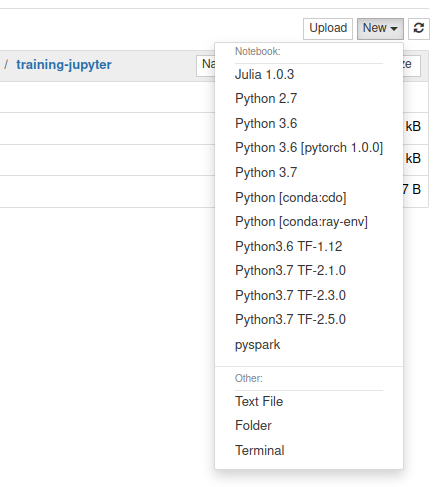 Upload New
/ training-jupyter Na ze
Notebook:
Julia 1.0.3
Python 2.7
Python 3.6
kB
Python 3.6 [pytorch 1.0.0]
kB
Python 3.7
7 B
Python [conda:cdo]
Python [conda:ray-env]
Python3.6 TF-1.12
Python3.7 TF-2.1.0
Python3.7 TF-2.3.0
Python3.7 TF-2.5.0
pyspark
Other:
Text File
Folder
Terminal